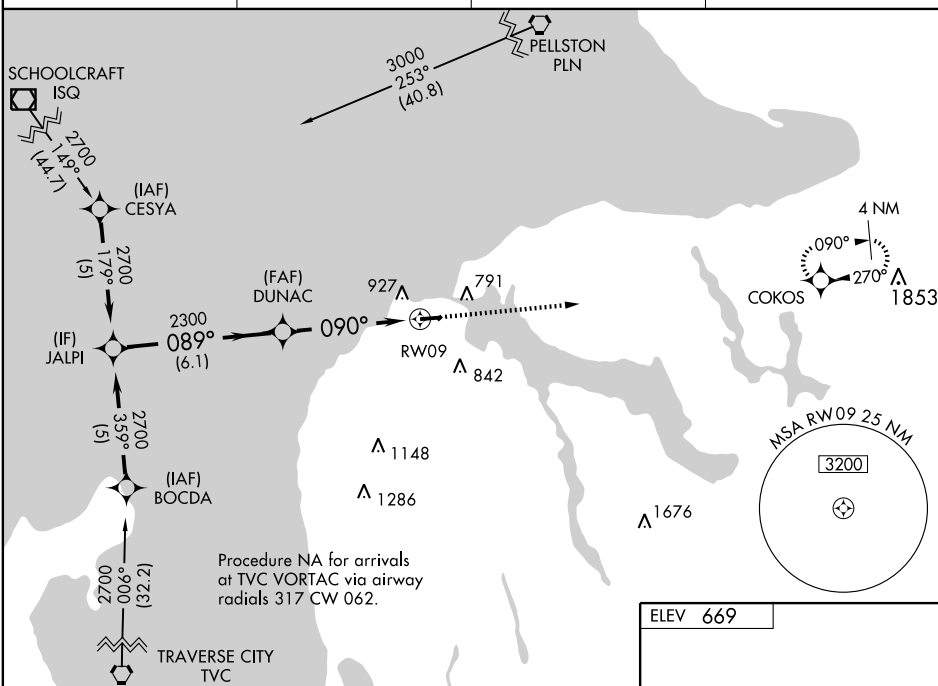 PELLSTON
PLN
3000
253°
(40.8)
SCHOOLCRAFT
ISQ
2700
149°
(44.7)
(IAF)
CESYA
2700
179°
(5)
4 NM
090°
270°
COKOS
1853
(FAF)
DUNAC
927
791
2300
089°
(6.1)
090°
(IF)
JALPI
RW09
842
2700
359°
(5)
MSA RW09 25 NM
3200
1148
(IAF)
BOCDA
1286
1676
Procedure NA for arrivals
at TVC VORTAC via airway
radials 317 CW 062.
2700
006°
(32.2)
ELEV 669
TRAVERSE CITY
TVC